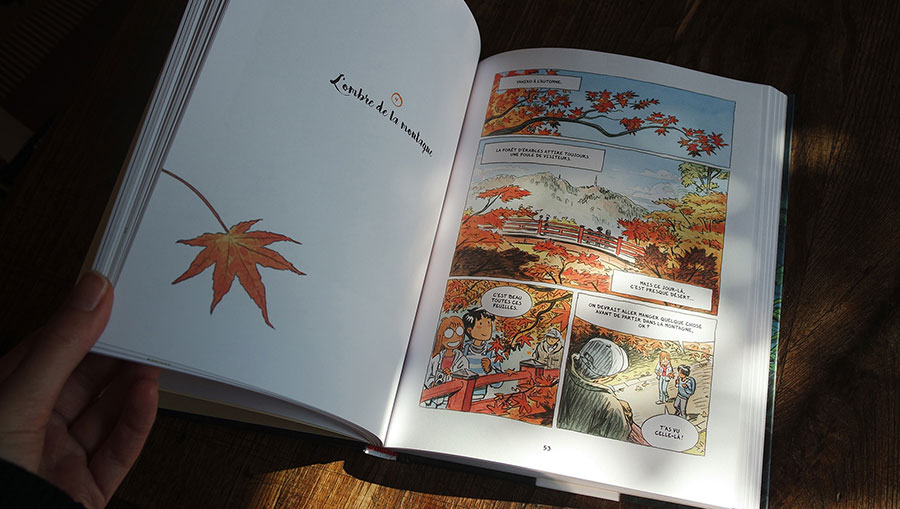 L'ombre de la montagne
YAHIKO À L'AUTOMNE.
LA FORÊT D'ÉRABLES ATTIRE TOUJOURS
UNE FOULE DE VISITEURS.
MAIS CE JOUR-LÀ,
C'EST PRESQUE DÉSERT...
C'EST BEAU
TOUTES CES
FEUILLES.
ON DEVRAIT ALLER MANGER QUELQUE CHOSE
AVANT DE PARTIR DANS LA MONTAGNE,
OK?
T'AS VU
CELLE-LÀ!
53